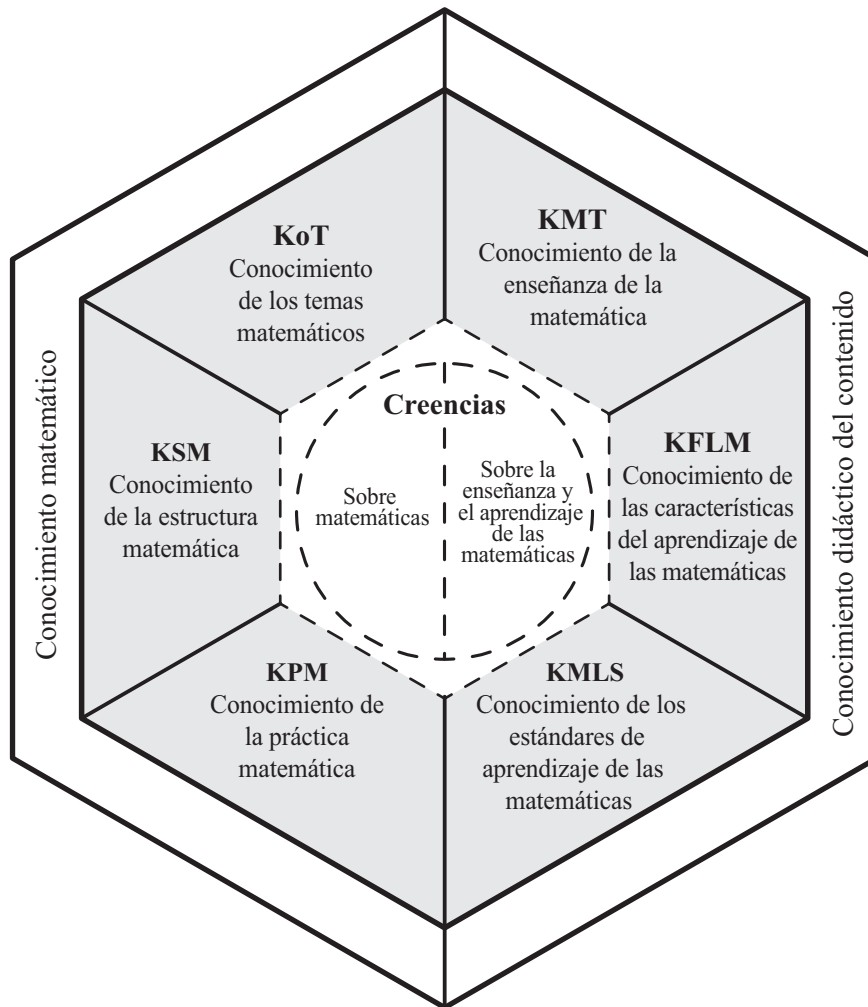 KoT
Conocimiento
de los temas
matemáticos
KMT
Conocimiento de la
enseñanza de la
matemática
Conocimiento matemático
KSM
Conocimiento
de la estructura
matemática
Creencias
Sobre
matemáticas
Sobre la
enseñanza y
el aprendizaje
de las
matemáticas
KFLM
Conocimiento de
las características
del aprendizaje de
las matemáticas
Conocimiento didáctico del contenido
KPM
Conocimiento de
la práctica
matemática
KMLS
Conocimiento de los
estándares de
aprendizaje de las
matemáticas